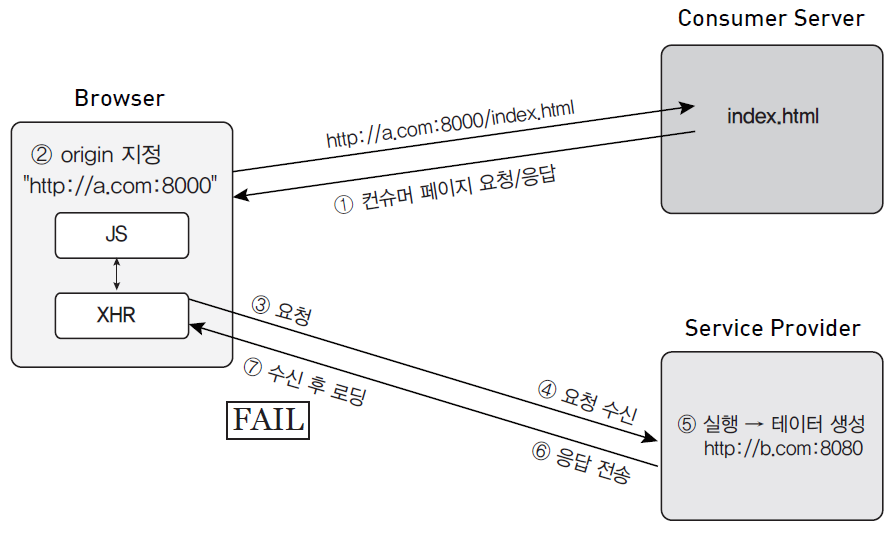 Consumer Server
index.html
Browser
② origin 지정
"http://a.com:8000"
JS
XHR
http://a.com:8000/index.html
① 컨슈머 페이지 요청/응답
③ 요청
④ 요청 수신
Service Provider
⑤ 실행 → 테이터 생성
http://b.com:8080
⑥ 응답 전송
⑦ 수신 후 로딩
FAIL